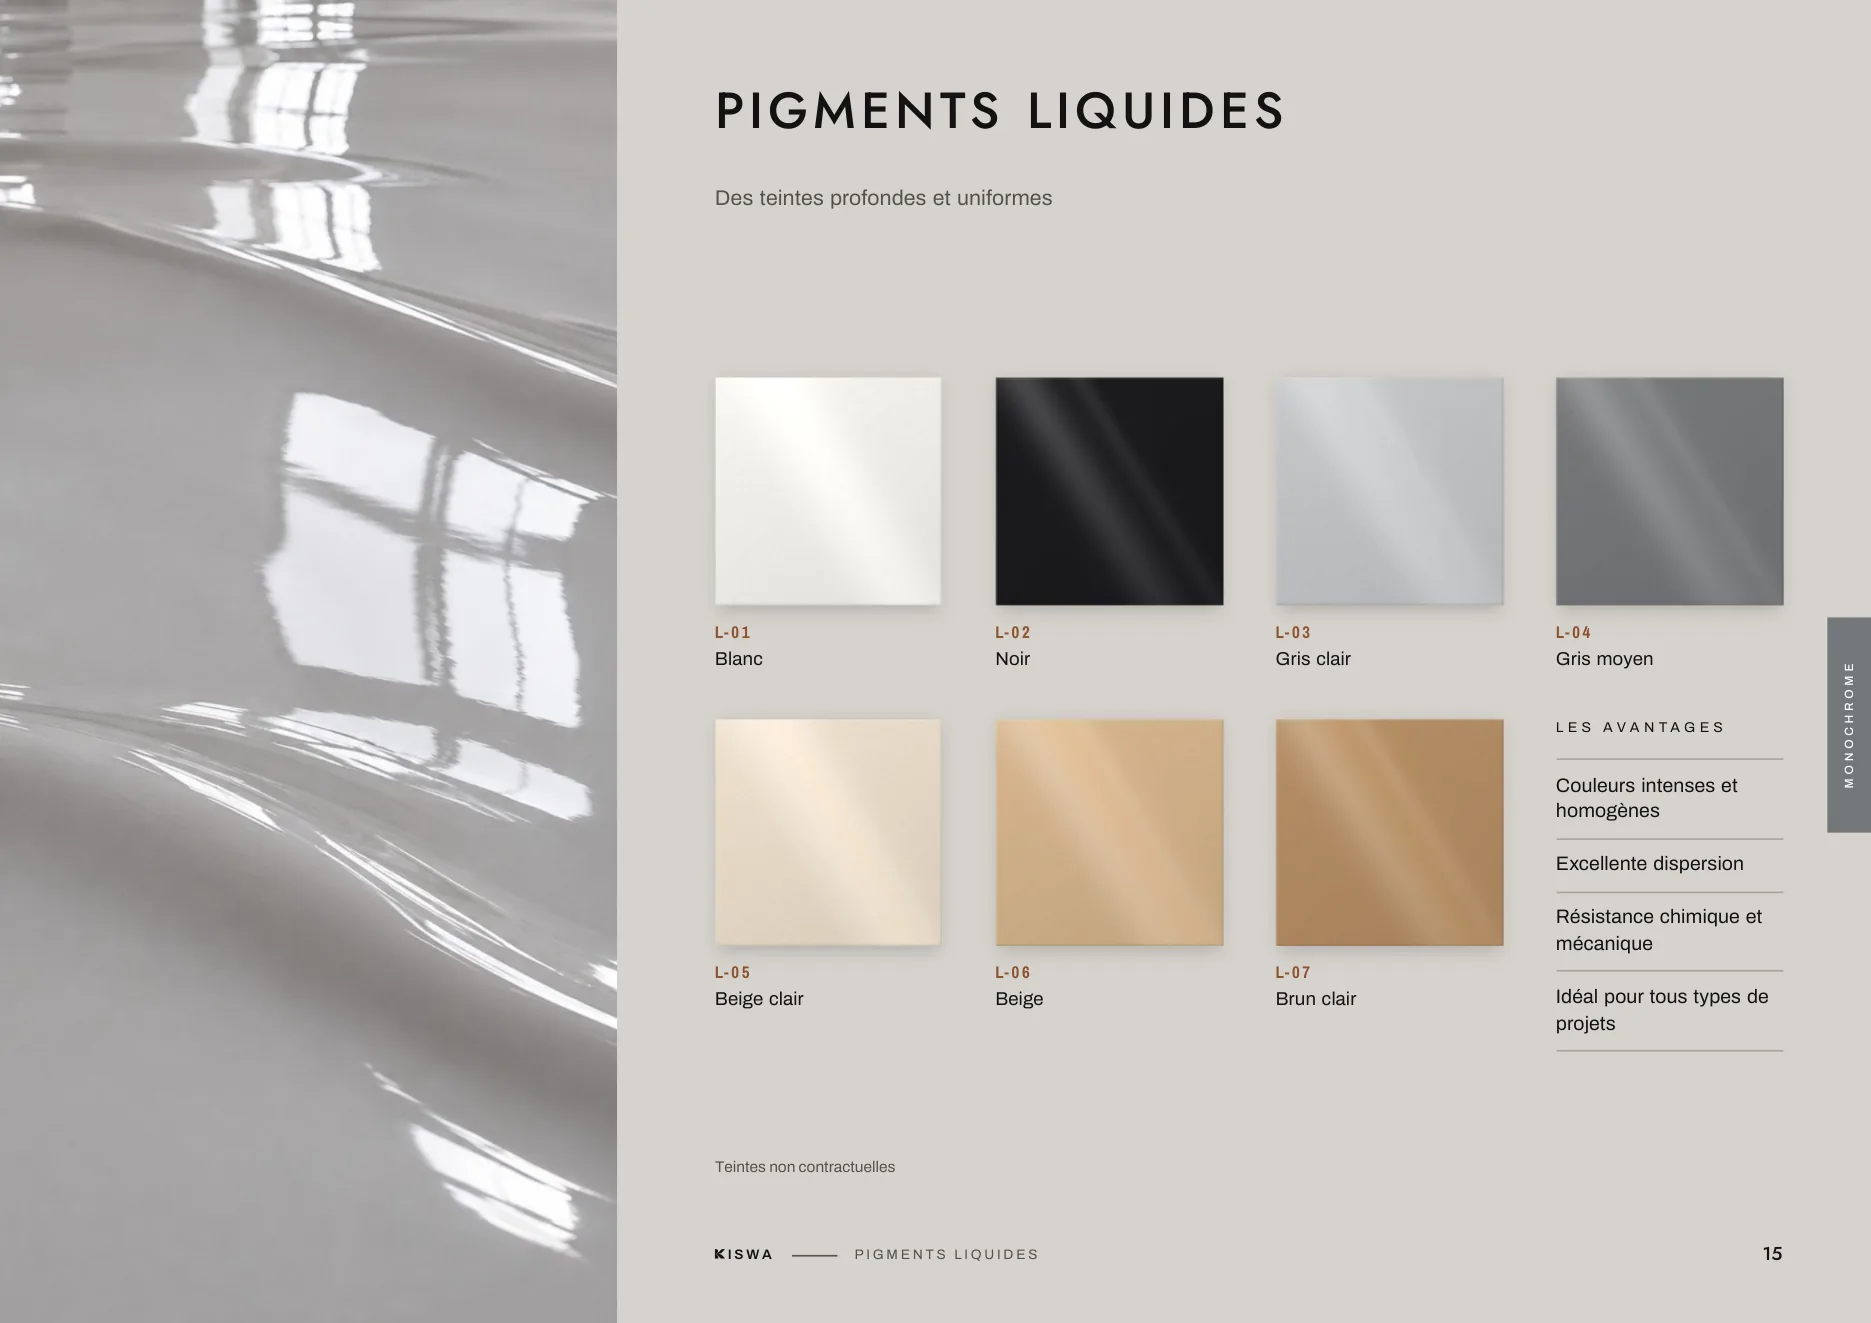 PIGMENTS LIQUIDES
Des teintes profondes et uniformes
L-01
Blanc
L-02
Noir
L-03
Gris clair
L-04
Gris moyen
L-05
Beige clair
L-06
Beige
L-07
Brun clair
LES AVANTAGES
Couleurs intenses et
homogènes
Excellente dispersion
Résistance chimique et
mécanique
Idéal pour tous types de
projets
MONOCHROME
Teintes non contractuelles
KISWA
PIGMENTS LIQUIDES
15